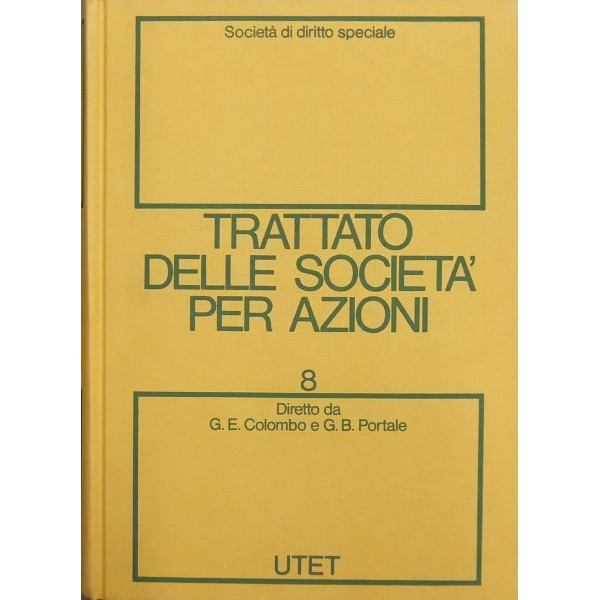 Società di diritto speciale
TRATTATO
DELLE SOCIETA'
PER AZIONI
8
Diretto da
G. E. Colombo e G. B. Portale
UTET